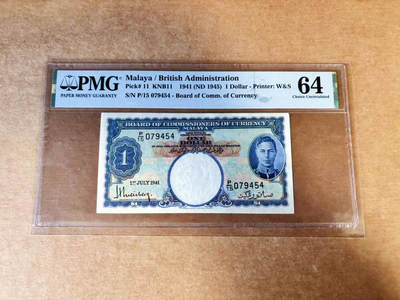 PMG
PAPER MONEY GUARANTY
Malaya / British Administration
Pick# 11 KNB11 1941 (ND 1945) 1 Dollar - Printer: W&S
S/N P/15 079454 - Board of Comm. of Currency
64
Choice Uncirculated
BOARD OF COMMISSIONERS OF CURRENCY
MALAYA
P/15 079454
ONE
DOLLAR
1
1ST JULY 1941
P/15 079454